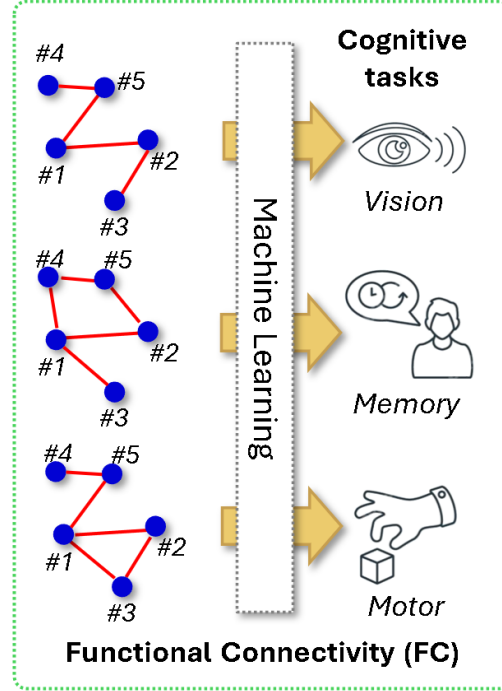 Cognitive
tasks
#4
#5
#1
#2
#3
Vision
#4
#5
#1
#2
#3
Memory
#4
#5
#1
#2
#3
Motor
Machine Learning
Functional Connectivity (FC)